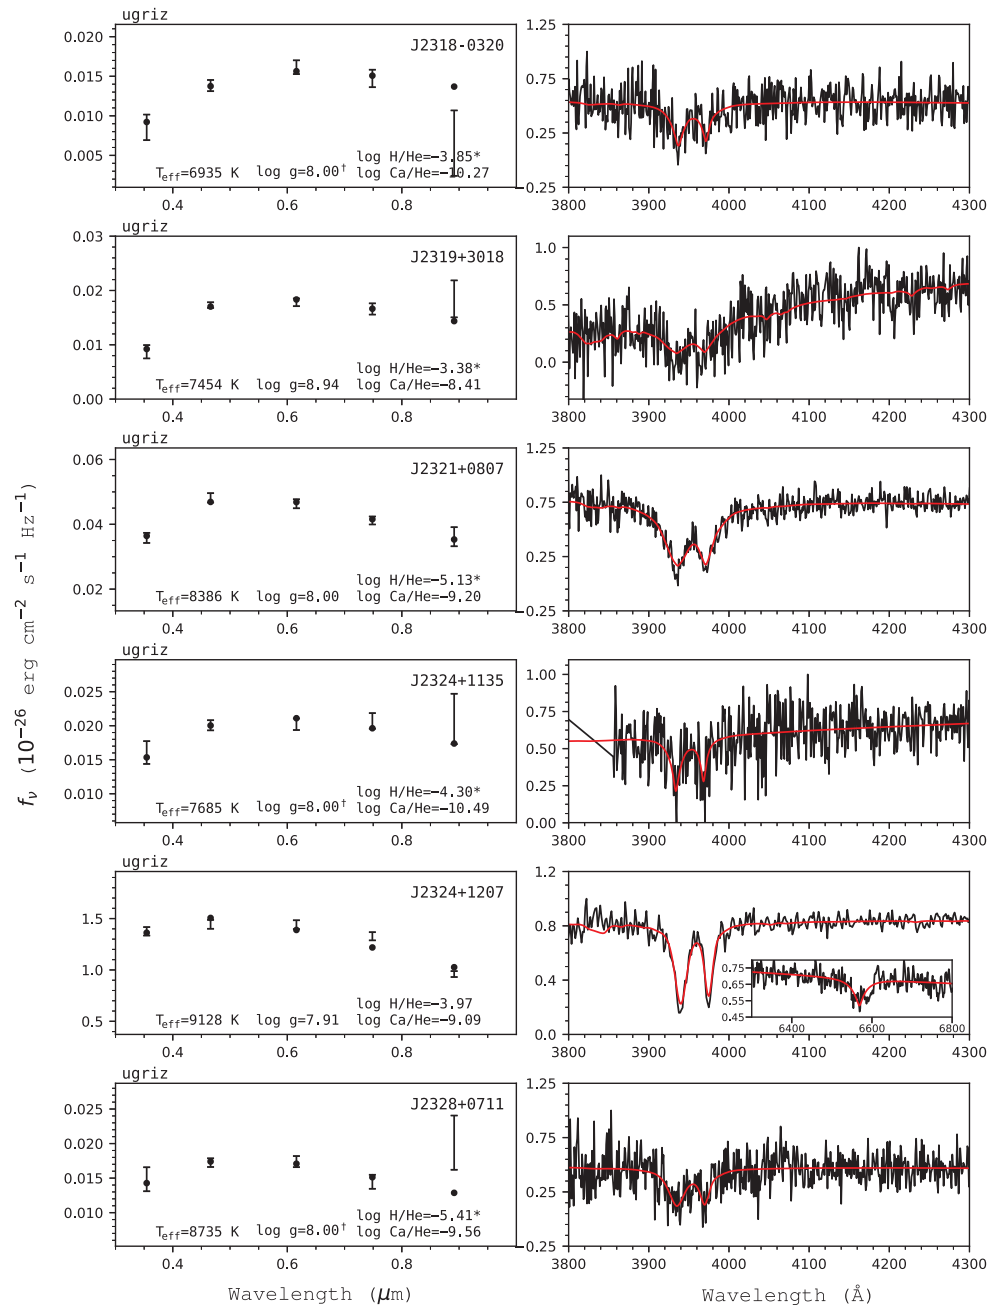 ugriz
J2318-0320
0.020
0.015
0.010
0.005
log H/He=−3.85*
T_eff=6935 K log g=8.00† log Ca/He=−10.27
0.4 0.6 0.8
1.25
0.75
0.25
−0.25
3800 3900 4000 4100 4200 4300
ugriz
J2319+3018
0.03
0.02
0.01
0.00
log H/He=−3.38*
T_eff=7454 K log g=8.94 log Ca/He=−8.41
0.4 0.6 0.8
1.0
0.5
0.0
3800 3900 4000 4100 4200 4300
ugriz
J2321+0807
0.06
0.04
0.02
log H/He=−5.13*
T_eff=8386 K log g=8.00 log Ca/He=−9.20
0.4 0.6 0.8
1.25
0.75
0.25
−0.25
3800 3900 4000 4100 4200 4300
f_ν (10⁻²⁶ erg cm⁻² s⁻¹ Hz⁻¹)
ugriz
J2324+1135
0.025
0.020
0.015
0.010
log H/He=−4.30*
T_eff=7685 K log g=8.00† log Ca/He=−10.49
0.4 0.6 0.8
1.00
0.75
0.50
0.25
0.00
3800 3900 4000 4100 4200 4300
ugriz
J2324+1207
1.5
1.0
0.5
log H/He=−3.97
T_eff=9128 K log g=7.91 log Ca/He=−9.09
0.4 0.6 0.8
1.2
0.8
0.4
0.0
0.75
0.65
0.55
0.45
6400 6600 6800
3800 3900 4000 4100 4200 4300
ugriz
J2328+0711
0.025
0.020
0.015
0.010
log H/He=−5.41*
T_eff=8735 K log g=8.00† log Ca/He=−9.56
0.4 0.6 0.8
1.25
0.75
0.25
−0.25
3800 3900 4000 4100 4200 4300
Wavelength (μm)
Wavelength (Å)